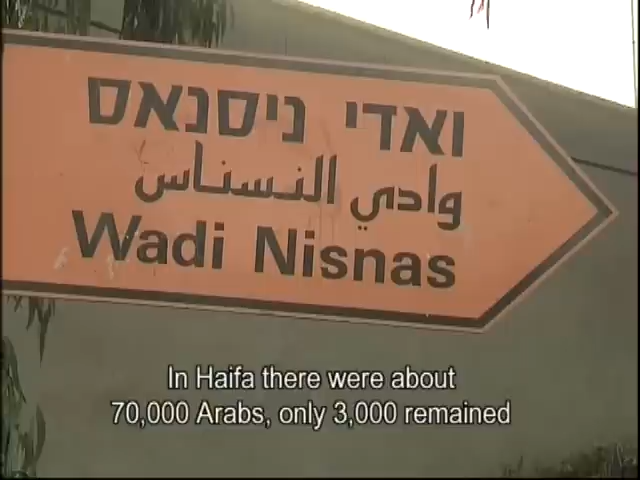 ואדי ניסנאס
وادي النسناس
Wadi Nisnas
In Haifa there were about
70,000 Arabs, only 3,000 remained